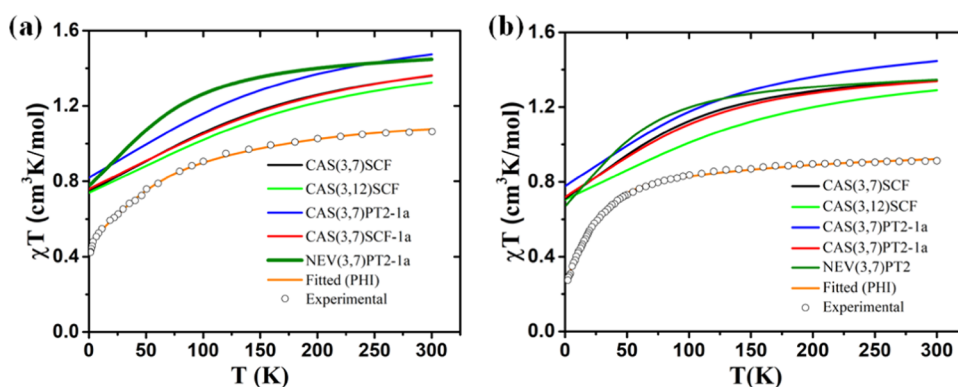 (a)
χT (cm³K/mol)
1.6
1.2
0.8
0.4
0.0
CAS(3,7)SCF
CAS(3,12)SCF
CAS(3,7)PT2-1a
CAS(3,7)SCF-1a
NEV(3,7)PT2-1a
Fitted (PHI)
Experimental
0 50 100 150 200 250 300
T (K)
(b)
χT (cm³K/mol)
1.6
1.2
0.8
0.4
0.0
CAS(3,7)SCF
CAS(3,12)SCF
CAS(3,7)PT2-1a
CAS(3,7)PT2-1a
NEV(3,7)PT2
Fitted (PHI)
Experimental
0 50 100 150 200 250 300
T(K)